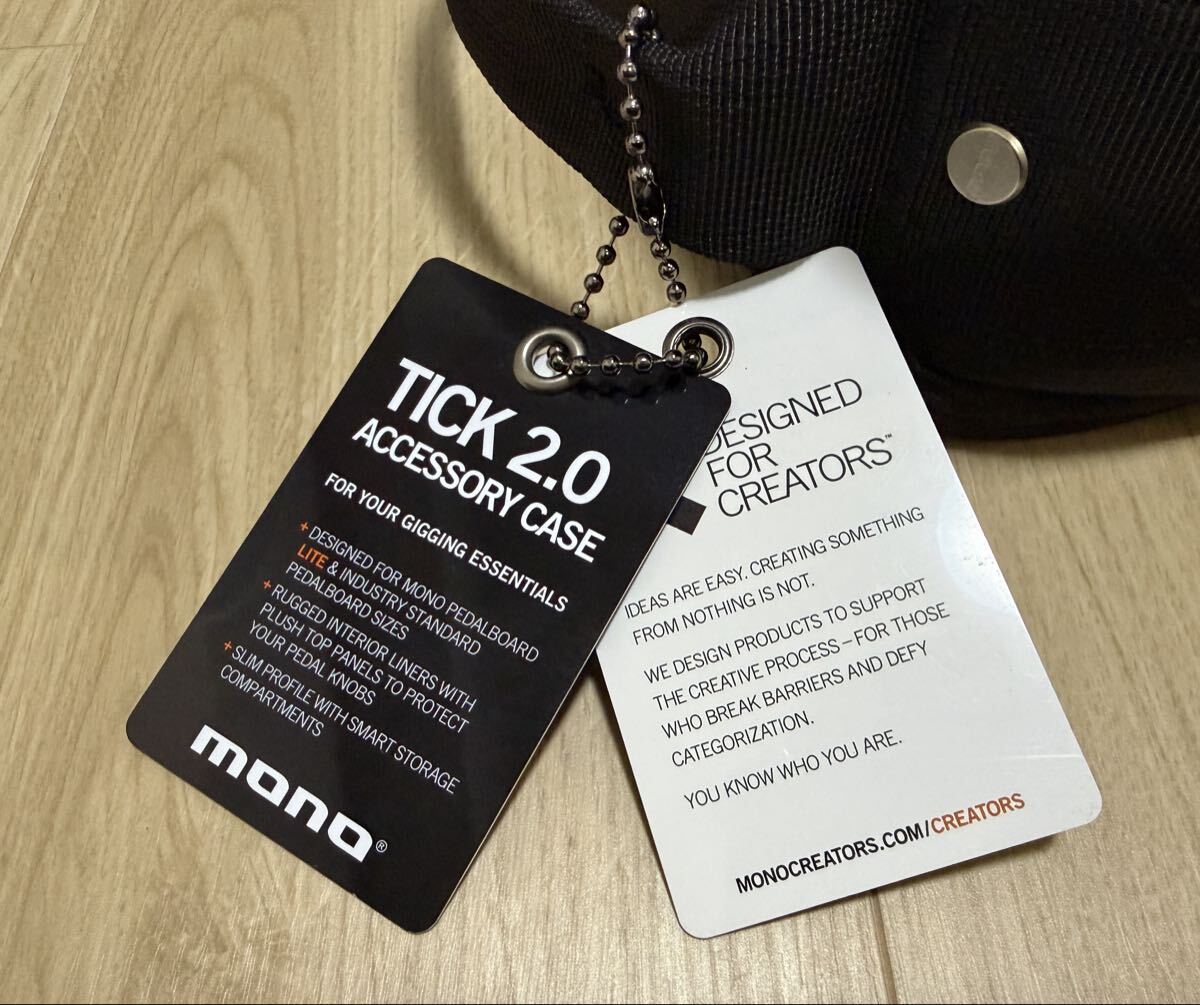 TICK 2.0
ACCESSORY CASE
FOR YOUR GIGGING ESSENTIALS
+ DESIGNED FOR MONO PEDALBOARD
LITE & INDUSTRY STANDARD
PEDALBOARD SIZES
+ RUGGED INTERIOR LINERS WITH
PLUSH TOP PANELS TO PROTECT
YOUR PEDAL KNOBS
+ SLIM PROFILE WITH SMART STORAGE
COMPARTMENTS
mono®
DESIGNED
FOR
CREATORS™
IDEAS ARE EASY. CREATING SOMETHING
FROM NOTHING IS NOT.
WE DESIGN PRODUCTS TO SUPPORT
THE CREATIVE PROCESS – FOR THOSE
WHO BREAK BARRIERS AND DEFY
CATEGORIZATION.
YOU KNOW WHO YOU ARE.
MONOCREATORS.COM/CREATORS